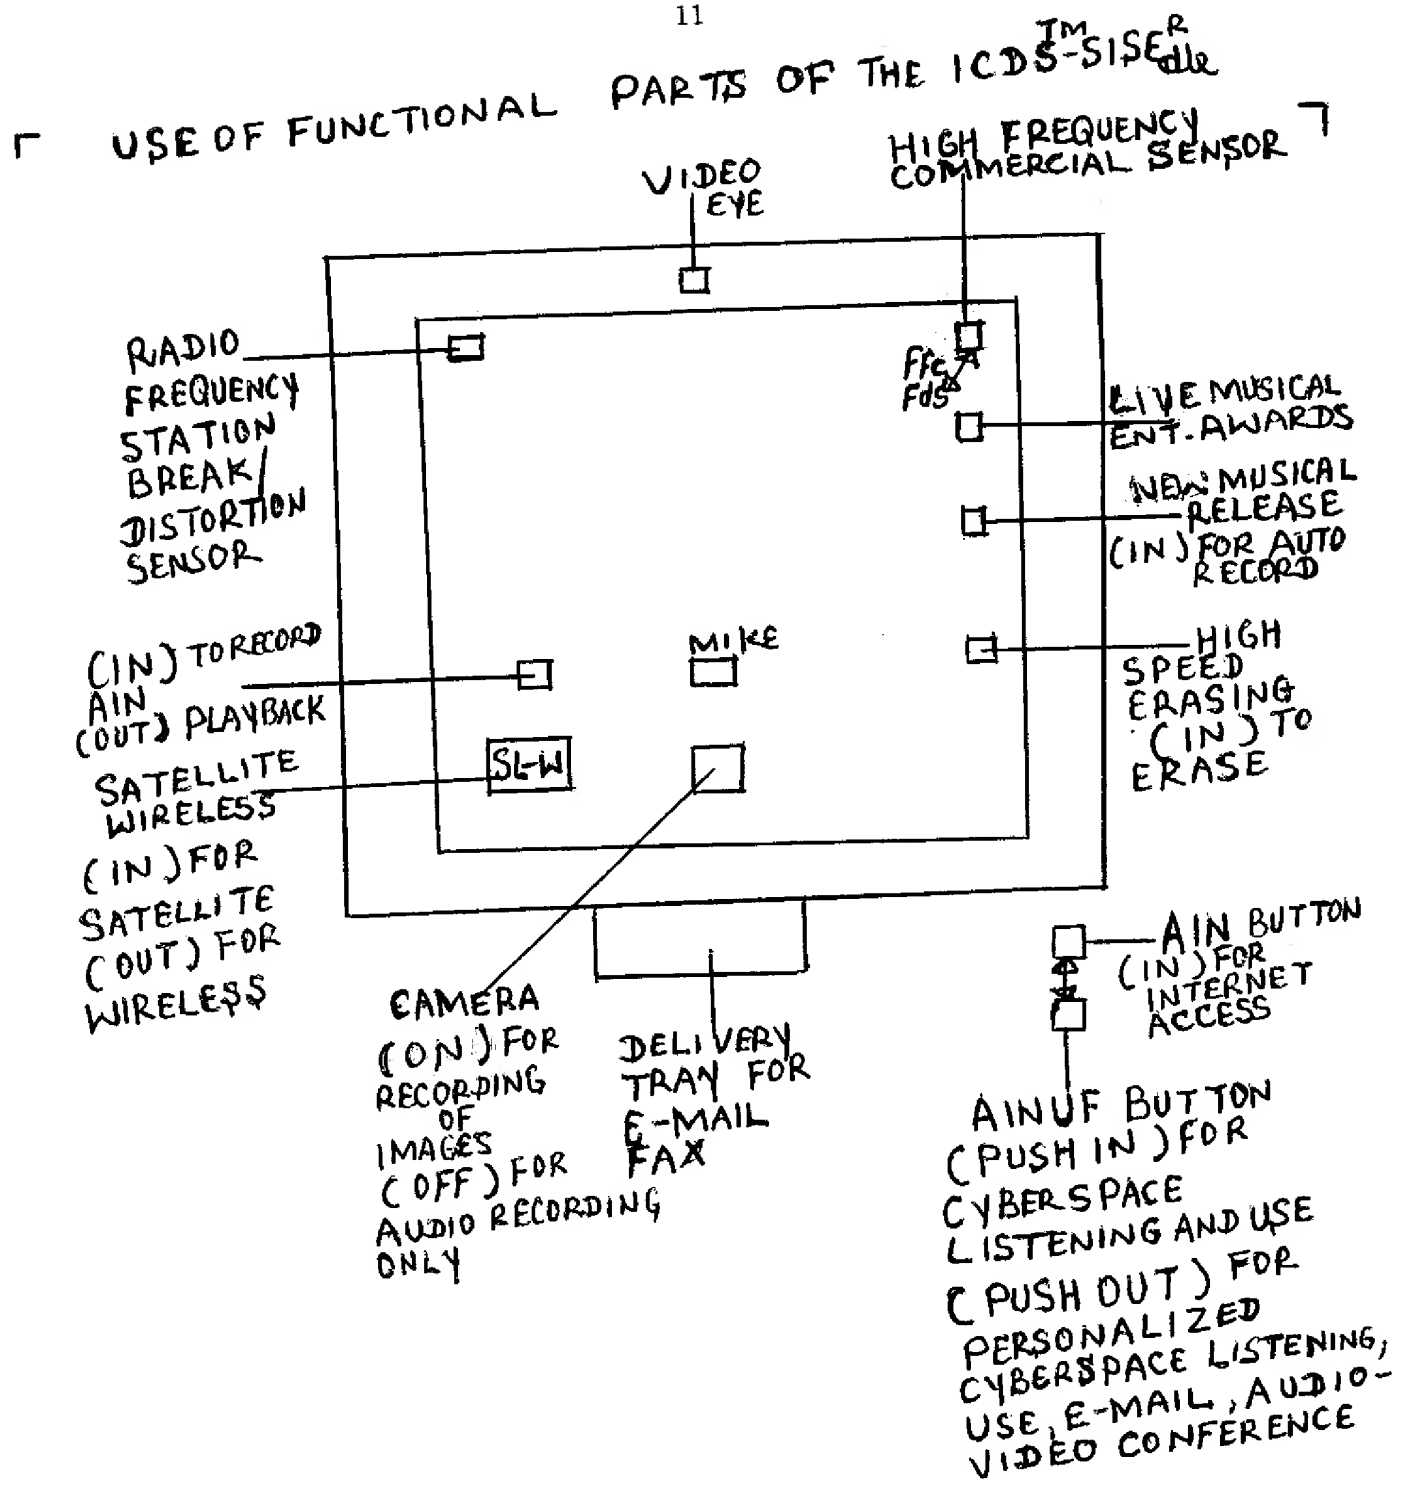 11
USE OF FUNCTIONAL PARTS OF THE ICDS™-SISER
dle
VIDEO
EYE
HIGH FREQUENCY
COMMERCIAL SENSOR
RADIO
FREQUENCY
STATION
BREAK/
DISTORTION
SENSOR
Ffc
Fds
LIVE MUSICAL
ENT. AWARDS
NEW MUSICAL
RELEASE
(IN) FOR AUTO
RECORD
(IN) TO RECORD
AIN
(OUT) PLAYBACK
MIKE
HIGH
SPEED
ERASING
(IN) TO
ERASE
SATELLITE
WIRELESS
(IN) FOR
SATELLITE
(OUT) FOR
WIRELESS
SL-W
CAMERA
(ON) FOR
RECORDING
OF
IMAGES
(OFF) FOR
AUDIO RECORDING
ONLY
DELIVERY
TRAY FOR
E-MAIL
FAX
AIN BUTTON
(IN) FOR
INTERNET
ACCESS
AINUF BUTTON
(PUSH IN) FOR
CYBERSPACE
LISTENING AND USE
(PUSH OUT) FOR
PERSONALIZED
CYBERSPACE LISTENING,
USE, E-MAIL, AUDIO-
VIDEO CONFERENCE